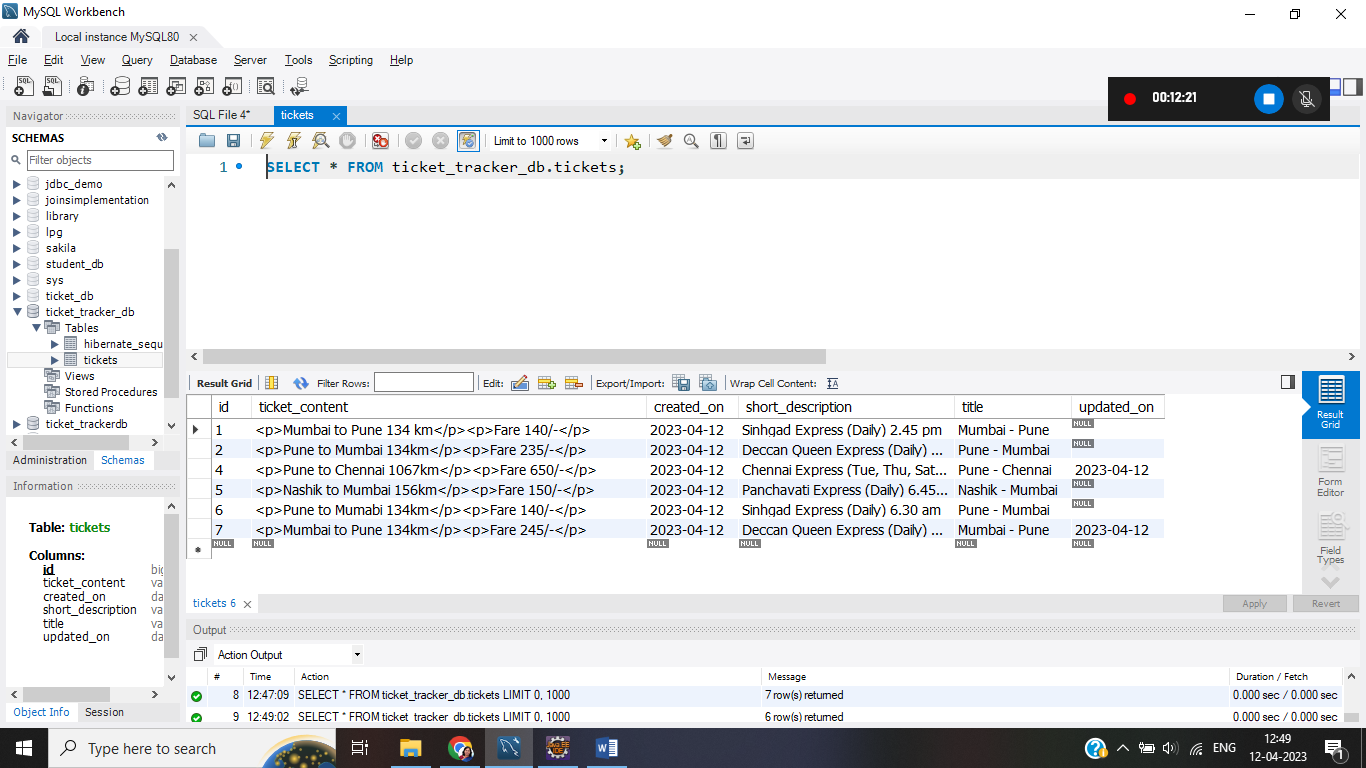 MySQL Workbench
Local instance MySQL80
File Edit View Query Database Server Tools Scripting Help
00:12:21
Navigator
SCHEMAS
Filter objects
jdbc_demo
joinsimplementation
library
lpg
sakila
student_db
sys
ticket_db
ticket_tracker_db
Tables
hibernate_sequ
tickets
Views
Stored Procedures
Functions
ticket_trackerdb
Administration Schemas
Information
Table: tickets
Columns:
id big
ticket_content va
created_on da
short_description va
title va
updated_on da
Object Info Session
SQL File 4* tickets
Limit to 1000 rows
1 SELECT * FROM ticket_tracker_db.tickets;
Result Grid Filter Rows: Edit: Export/Import: Wrap Cell Content:
id ticket_content created_on short_description title updated_on
1 <p>Mumbai to Pune 134 km</p><p>Fare 140/-</p> 2023-04-12 Sinhgad Express (Daily) 2.45 pm Mumbai - Pune NULL
2 <p>Pune to Mumbai 134km</p><p>Fare 235/-</p> 2023-04-12 Deccan Queen Express (Daily) ... Pune - Mumbai NULL
4 <p>Pune to Chennai 1067km</p><p>Fare 650/-</p> 2023-04-12 Chennai Express (Tue, Thu, Sat... Pune - Chennai 2023-04-12
5 <p>Nashik to Mumbai 156km</p><p>Fare 150/-</p> 2023-04-12 Panchavati Express (Daily) 6.45... Nashik - Mumbai NULL
6 <p>Pune to Mumabi 134km</p><p>Fare 140/-</p> 2023-04-12 Sinhgad Express (Daily) 6.30 am Pune - Mumbai NULL
7 <p>Mumbai to Pune 134km</p><p>Fare 245/-</p> 2023-04-12 Deccan Queen Express (Daily) ... Mumbai - Pune 2023-04-12
NULL NULL NULL NULL NULL NULL
Result Grid
Form Editor
Field Types
tickets 6 Apply Revert
Output
Action Output
# Time Action Message Duration / Fetch
8 12:47:09 SELECT * FROM ticket_tracker_db.tickets LIMIT 0, 1000 7 row(s) returned 0.000 sec / 0.000 sec
9 12:49:02 SELECT * FROM ticket_tracker_db.tickets LIMIT 0, 1000 6 row(s) returned 0.000 sec / 0.000 sec
Type here to search
ENG
12:49
12-04-2023
1